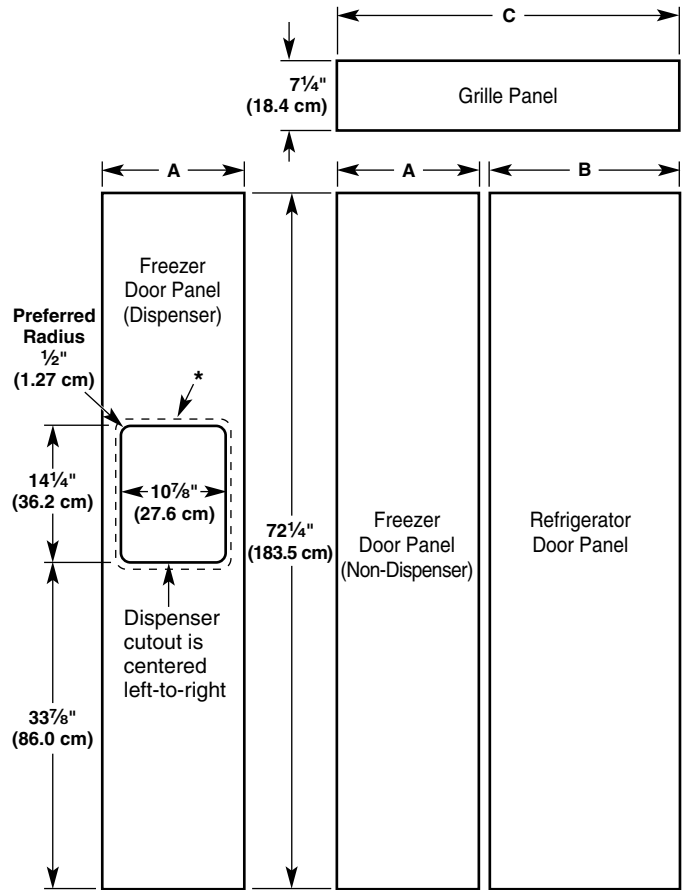 C
7¼"
(18.4 cm)
Grille Panel
A
A
B
Freezer
Door Panel
(Dispenser)
Preferred
Radius
½"
(1.27 cm)
*
14¼"
(36.2 cm)
10⅞"
(27.6 cm)
72¼"
(183.5 cm)
Freezer
Door Panel
(Non-Dispenser)
Refrigerator
Door Panel
Dispenser
cutout is
centered
left-to-right
33⅞"
(86.0 cm)